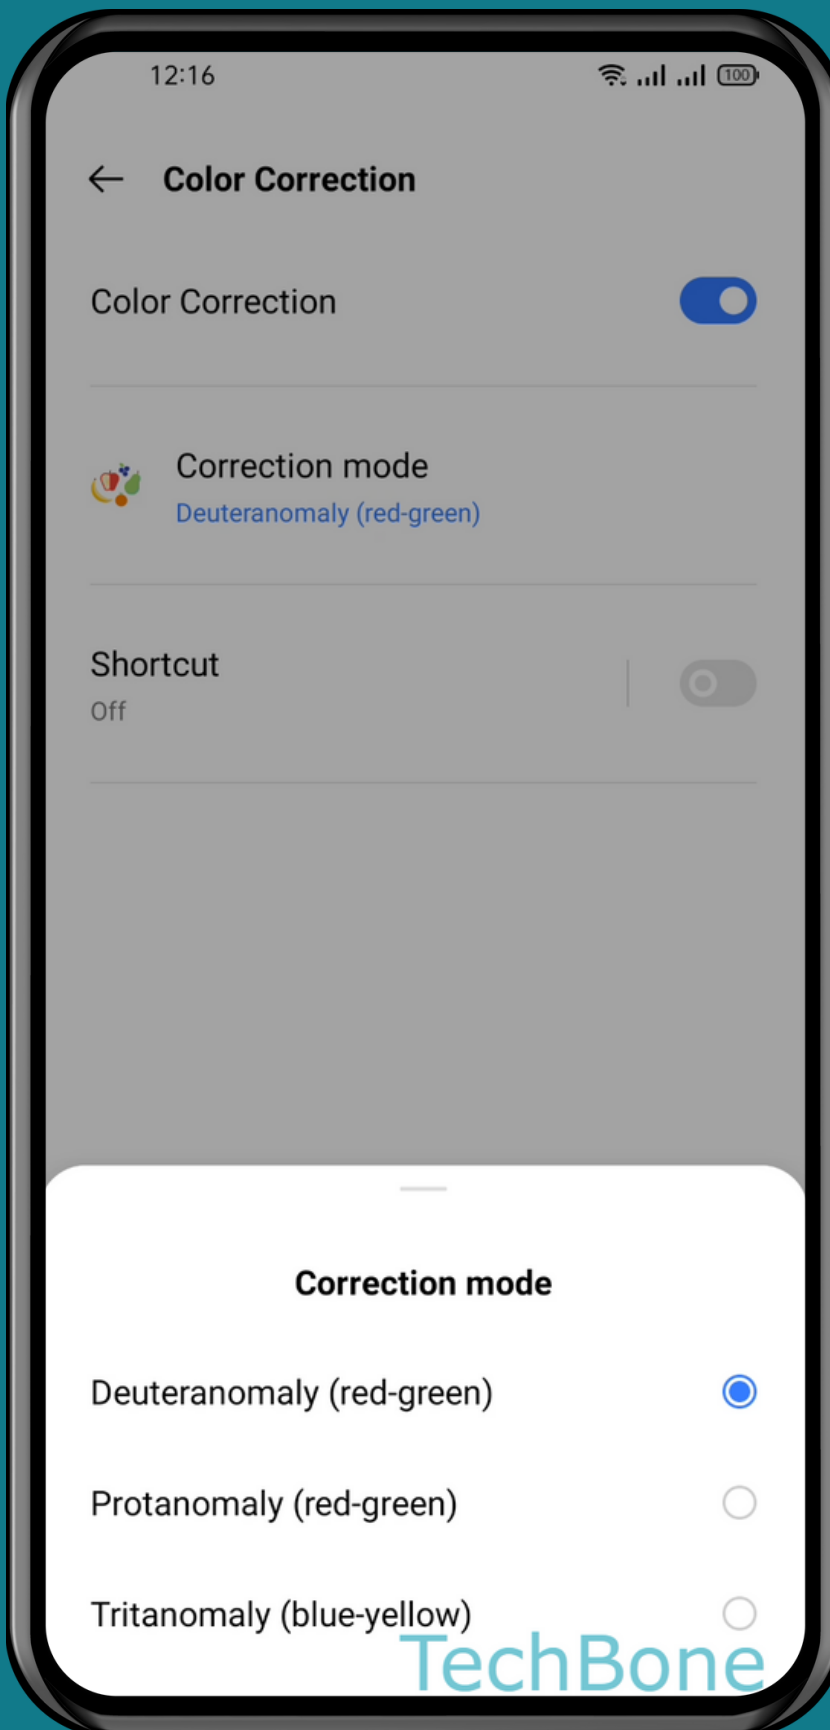 12:16
100
Color Correction
Color Correction
Correction mode
Deuteranomaly (red-green)
Shortcut
Off
Correction mode
Deuteranomaly (red-green)
Protanomaly (red-green)
Tritanomaly (blue-yellow)
TechBone